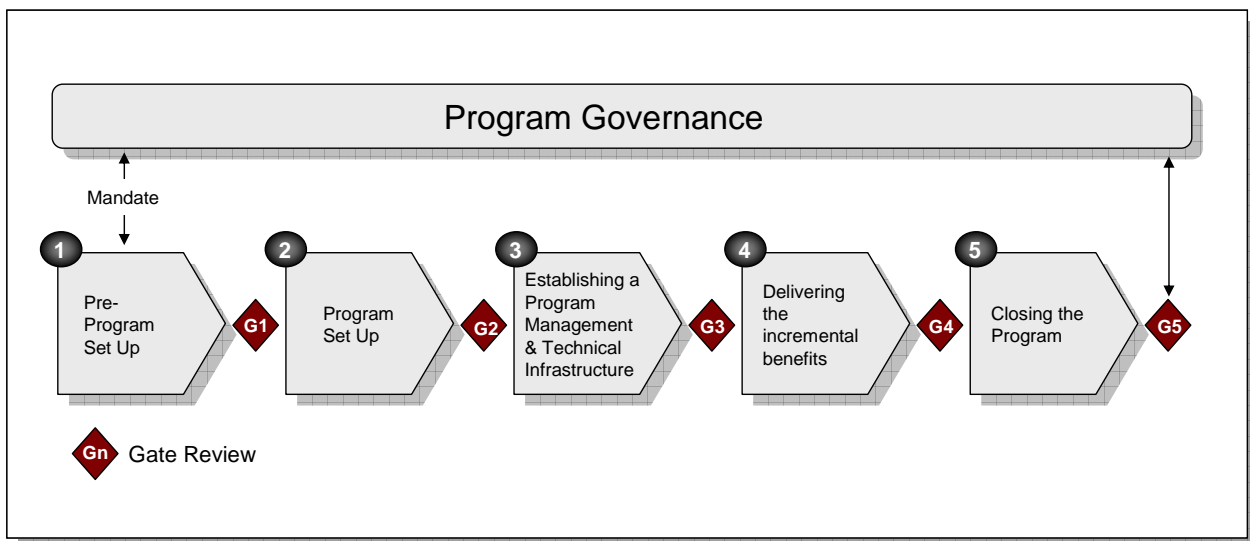 Program Governance
Mandate
1
Pre-
Program
Set Up
G1
2
Program
Set Up
G2
3
Establishing a
Program
Management
& Technical
Infrastructure
G3
4
Delivering
the
incremental
benefits
G4
5
Closing the
Program
G5
Gn Gate Review